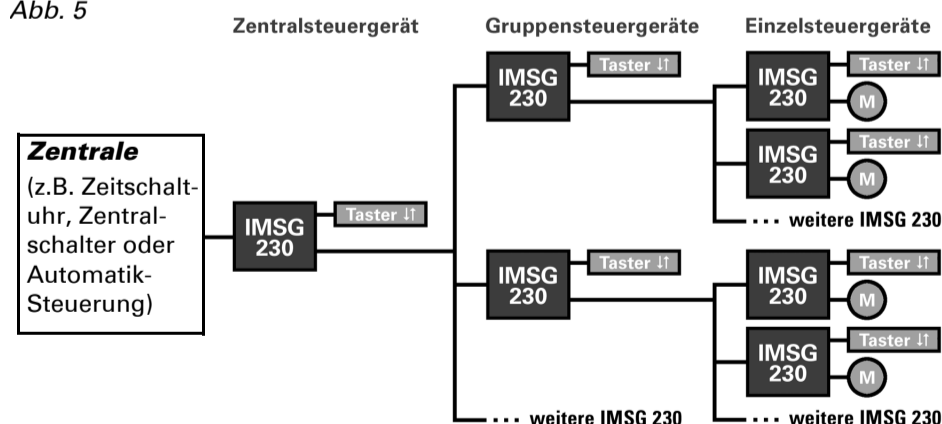 Abb. 5
Zentralsteuergerät
Gruppensteuergeräte
Einzelsteuergeräte
Zentrale
(z.B. Zeitschalt-
uhr, Zentral-
schalter oder
Automatik-
Steuerung)
IMSG
230
Taster ↓↑
IMSG
230
Taster ↓↑
IMSG
230
Taster ↓↑
M
IMSG
230
Taster ↓↑
M
... weitere IMSG 230
IMSG
230
Taster ↓↑
IMSG
230
Taster ↓↑
M
IMSG
230
Taster ↓↑
M
... weitere IMSG 230
... weitere IMSG 230